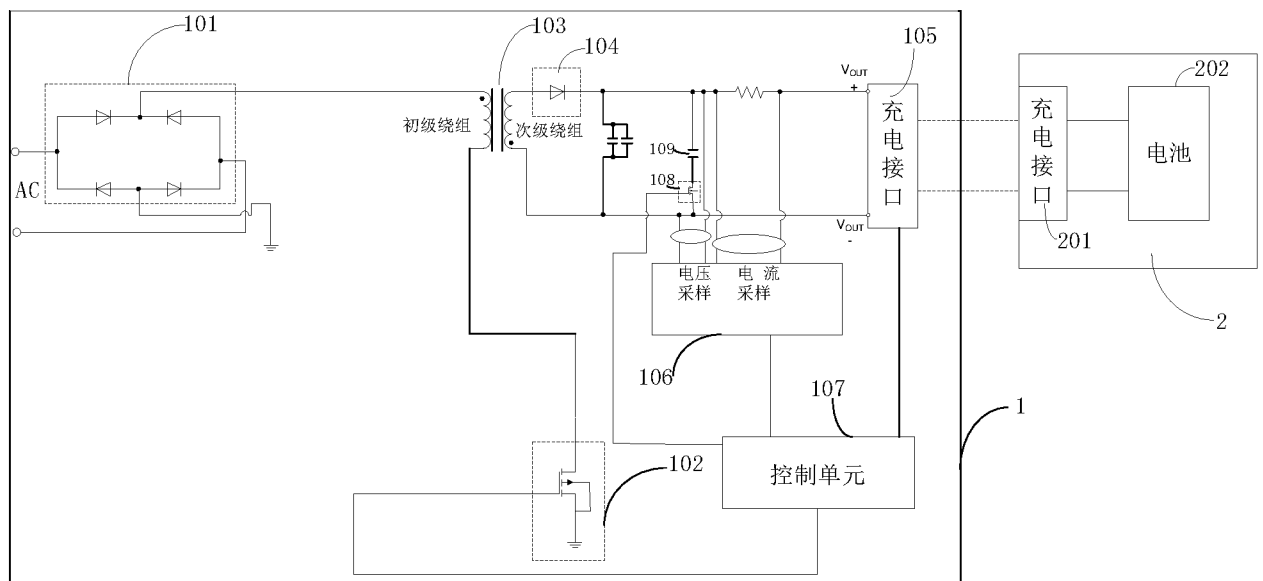 101
103
104
105
202
VOUT
+
初级绕组
次级绕组
充电接口
充电接口
电池
109
AC
108
201
VOUT
-
电压
采样
电 流
采样
2
106
107
1
控制单元
102